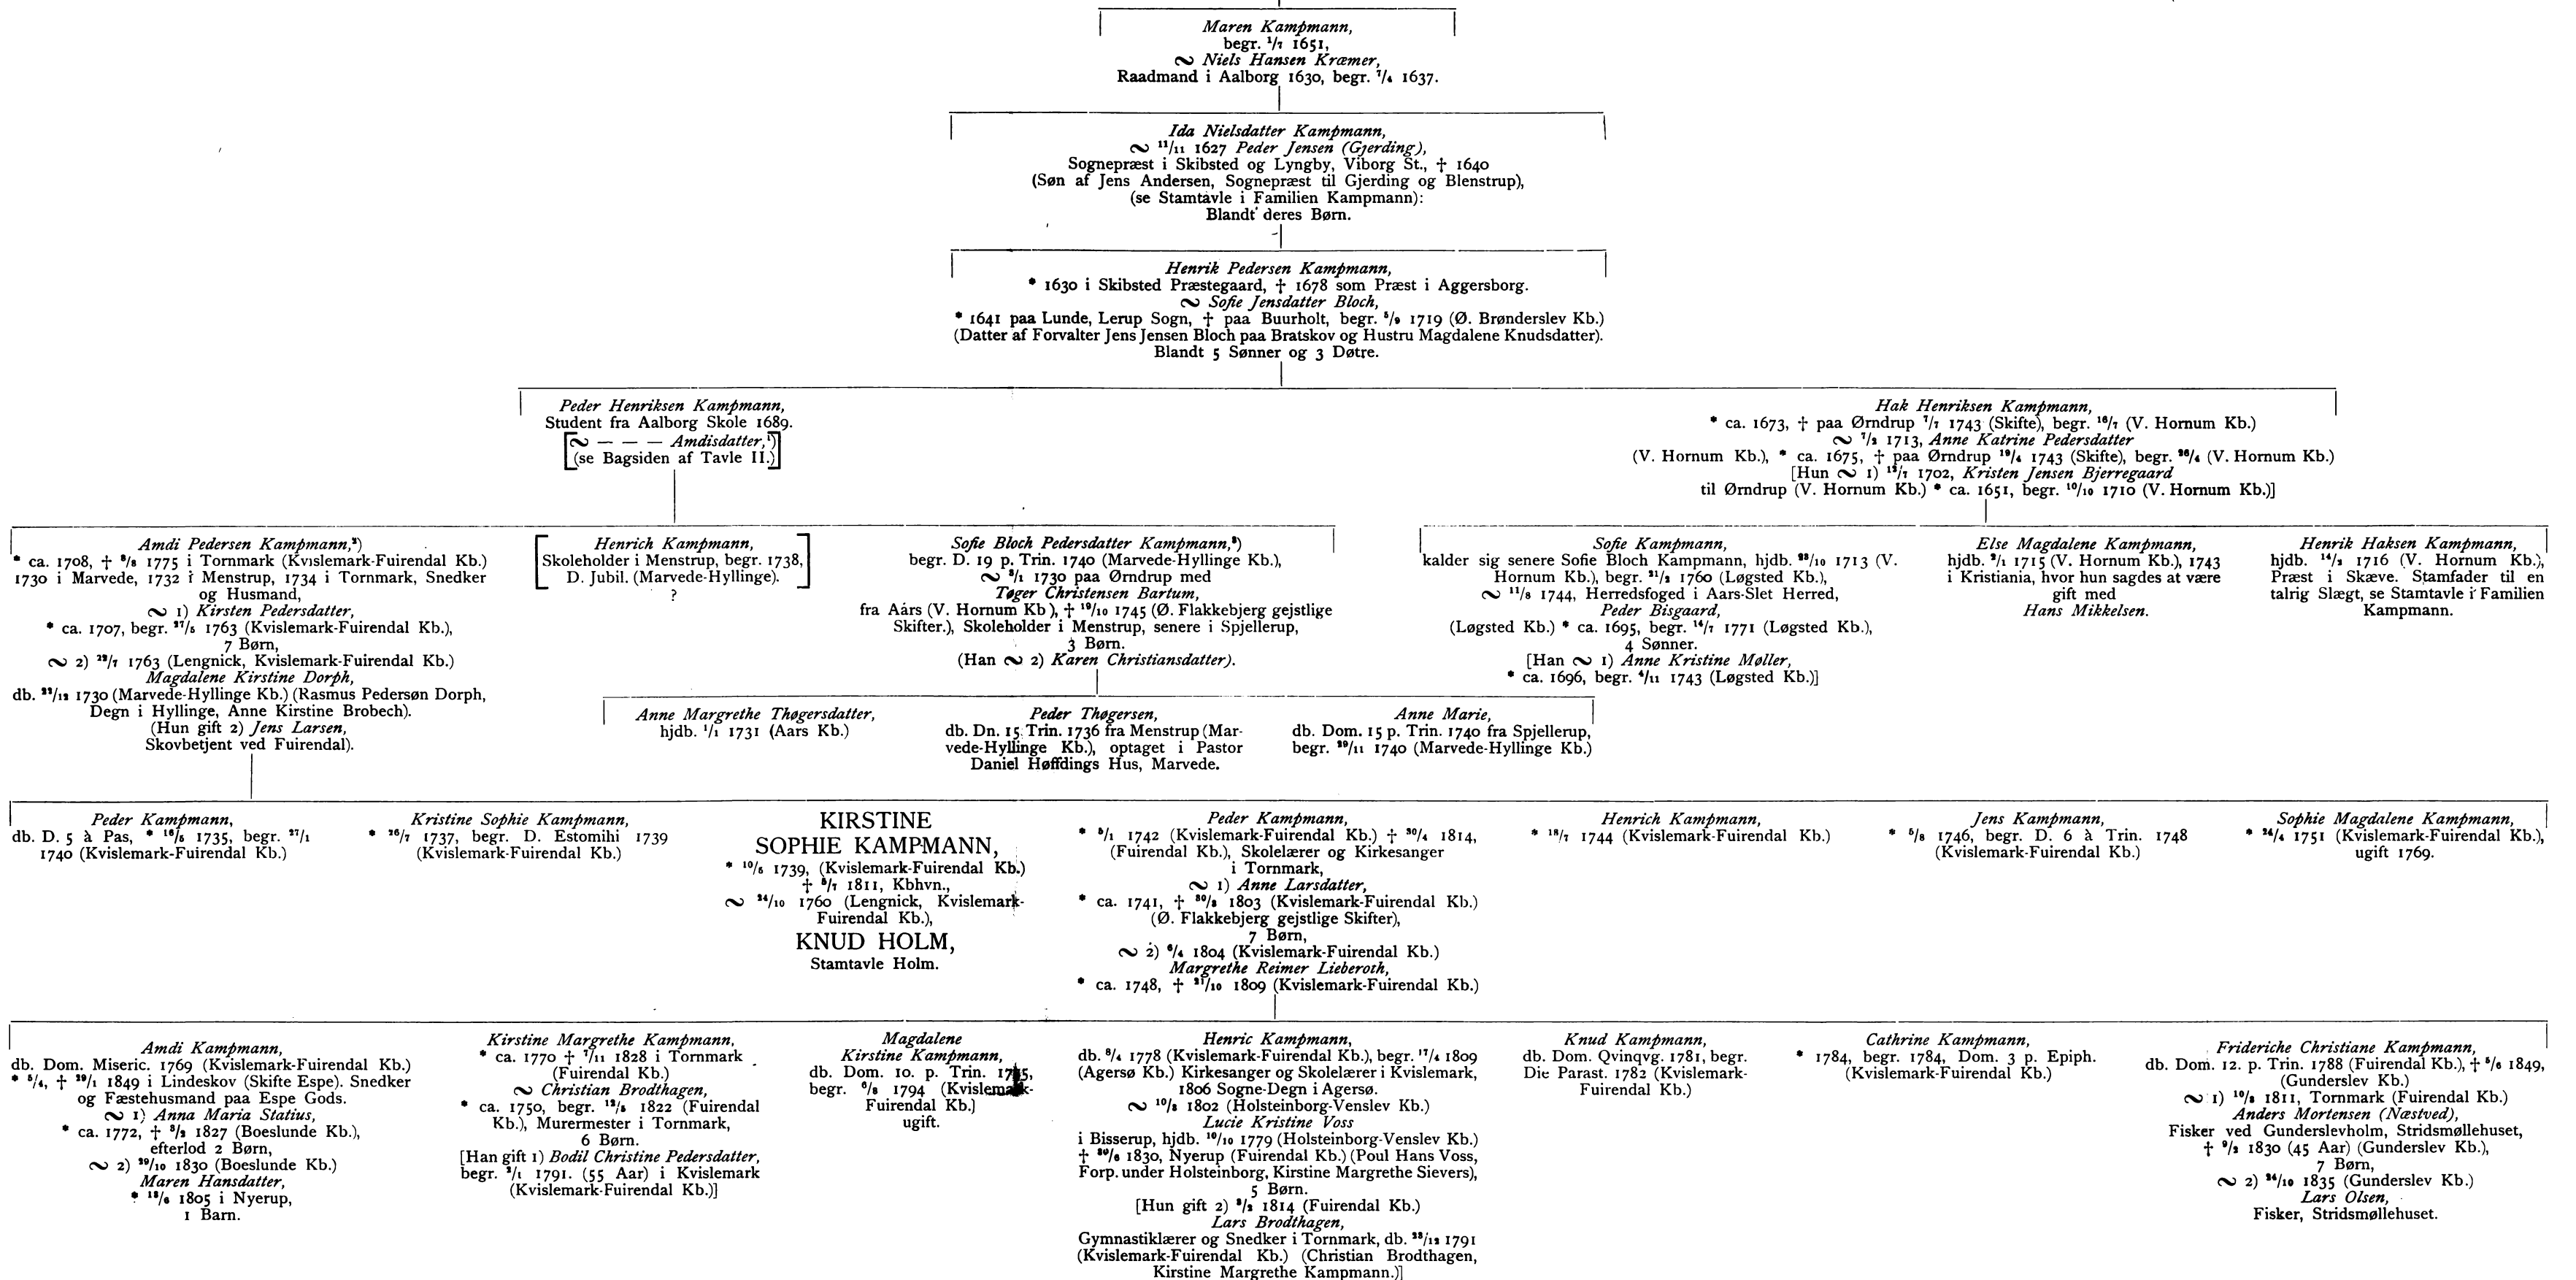 Maren Kampmann,
begr. 1/7 1651,
∾ Niels Hansen Kræmer,
Raadmand i Aalborg 1630, begr. 7/4 1637.
Ida Nielsdatter Kampmann,
∾ 11/11 1627 Peder Jensen (Gjerding),
Sognepræst i Skibsted og Lyngby, Viborg St., † 1640
(Søn af Jens Andersen, Sognepræst til Gjerding og Blenstrup),
(se Stamtavle i Familien Kampmann):
Blandt deres Børn.
Henrik Pedersen Kampmann,
* 1630 i Skibsted Præstegaard, † 1678 som Præst i Aggersborg.
∾ Sofie Jensdatter Bloch,
* 1641 paa Lunde, Lerup Sogn, † paa Buurholt, begr. 5/9 1719 (Ø. Brønderslev Kb.)
(Datter af Forvalter Jens Jensen Bloch paa Bratskov og Hustru Magdalene Knudsdatter).
Blandt 5 Sønner og 3 Døtre.
Peder Henriksen Kampmann,
Student fra Aalborg Skole 1689.
[∾ — — — Amdisdatter,¹)
(se Bagsiden af Tavle II.)]
Hak Henriksen Kampmann,
* ca. 1673, † paa Ørndrup 7/7 1743 (Skifte), begr. 16/7 (V. Hornum Kb.)
∾ 7/2 1713, Anne Katrine Pedersdatter
(V. Hornum Kb.), * ca. 1675, † paa Ørndrup 19/4 1743 (Skifte), begr. 26/4 (V. Hornum Kb.)
[Hun ∾ 1) 12/7 1702, Kristen Jensen Bjerregaard
til Ørndrup (V. Hornum Kb.) * ca. 1651, begr. 10/10 1710 (V. Hornum Kb.)]
Amdi Pedersen Kampmann,²)
* ca. 1708, † 8/8 1775 i Tornmark (Kvislemark-Fuirendal Kb.)
1730 i Marvede, 1732 i Menstrup, 1734 i Tornmark, Snedker
og Husmand,
∾ 1) Kirsten Pedersdatter,
* ca. 1707, begr. 27/5 1763 (Kvislemark-Fuirendal Kb.),
7 Børn,
∾ 2) 29/7 1763 (Lengnick, Kvislemark-Fuirendal Kb.)
Magdalene Kirstine Dorph,
db. 22/12 1730 (Marvede-Hyllinge Kb.) (Rasmus Pedersøn Dorph,
Degn i Hyllinge, Anne Kirstine Brobech).
(Hun gift 2) Jens Larsen,
Skovbetjent ved Fuirendal).
[Henrich Kampmann,
Skoleholder i Menstrup, begr. 1738,
D. Jubil. (Marvede-Hyllinge).]
?
Sofie Bloch Pedersdatter Kampmann,³)
begr. D. 19 p. Trin. 1740 (Marvede-Hyllinge Kb.),
∾ 8/1 1730 paa Ørndrup med
Tøger Christensen Bartum,
fra Aars (V. Hornum Kb), † 19/10 1745 (Ø. Flakkebjerg gejstlige
Skifter.), Skoleholder i Menstrup, senere i Spjellerup,
3 Børn.
(Han ∾ 2) Karen Christiansdatter).
Sofie Kampmann,
kalder sig senere Sofie Bloch Kampmann, hjdb. 28/10 1713 (V.
Hornum Kb.), begr. 21/2 1760 (Løgsted Kb.),
∾ 11/8 1744, Herredsfoged i Aars-Slet Herred,
Peder Bisgaard,
(Løgsted Kb.) * ca. 1695, begr. 14/7 1771 (Løgsted Kb.),
4 Sønner.
[Han ∾ 1) Anne Kristine Møller,
* ca. 1696, begr. 4/11 1743 (Løgsted Kb.)]
Else Magdalene Kampmann,
hjdb. 2/1 1715 (V. Hornum Kb.), 1743
i Kristiania, hvor hun sagdes at være
gift med
Hans Mikkelsen.
Henrik Haksen Kampmann,
hjdb. 14/2 1716 (V. Hornum Kb.),
Præst i Skæve. Stamfader til en
talrig Slægt, se Stamtavle i Familien
Kampmann.
Anne Margrethe Thøgersdatter,
hjdb. 1/1 1731 (Aars Kb.)
Peder Thøgersen,
db. Dn. 15 Trin. 1736 fra Menstrup (Mar-
vede-Hyllinge Kb.), optaget i Pastor
Daniel Høffdings Hus, Marvede.
Anne Marie,
db. Dom. 15 p. Trin. 1740 fra Spjellerup,
begr. 29/11 1740 (Marvede-Hyllinge Kb.)
Peder Kampmann,
db. D. 5 à Pas, * 16/5 1735, begr. 27/1
1740 (Kvislemark-Fuirendal Kb.)
Kristine Sophie Kampmann,
* 26/7 1737, begr. D. Estomihi 1739
(Kvislemark-Fuirendal Kb.)
KIRSTINE
SOPHIE KAMPMANN,
* 10/5 1739, (Kvislemark-Fuirendal Kb.)
† 5/7 1811, Kbhvn.,
∾ 24/10 1760 (Lengnick, Kvislemark-
Fuirendal Kb.),
KNUD HOLM,
Stamtavle Holm.
Peder Kampmann,
* 5/1 1742 (Kvislemark-Fuirendal Kb.) † 30/4 1814,
(Fuirendal Kb.), Skolelærer og Kirkesanger
i Tornmark,
∾ 1) Anne Larsdatter,
* ca. 1741, † 30/8 1803 (Kvislemark-Fuirendal Kb.)
(Ø. Flakkebjerg gejstlige Skifter),
7 Børn,
∾ 2) 6/4 1804 (Kvislemark-Fuirendal Kb.)
Margrethe Reimer Lieberoth,
* ca. 1748, † 21/10 1809 (Kvislemark-Fuirendal Kb.)
Henrich Kampmann,
* 18/7 1744 (Kvislemark-Fuirendal Kb.)
Jens Kampmann,
* 5/8 1746, begr. D. 6 à Trin. 1748
(Kvislemark-Fuirendal Kb.)
Sophie Magdalene Kampmann,
* 24/4 1751 (Kvislemark-Fuirendal Kb.),
ugift 1769.
Amdi Kampmann,
db. Dom. Miseric. 1769 (Kvislemark-Fuirendal Kb.)
* 5/4, † 29/1 1849 i Lindeskov (Skifte Espe). Snedker
og Fæstehusmand paa Espe Gods.
∾ 1) Anna Maria Statius,
* ca. 1772, † 3/2 1827 (Boeslunde Kb.),
efterlod 2 Børn,
∾ 2) 29/10 1830 (Boeslunde Kb.)
Maren Hansdatter,
* 18/6 1805 i Nyerup,
1 Barn.
Kirstine Margrethe Kampmann,
* ca. 1770 † 7/11 1828 i Tornmark
(Fuirendal Kb.)
∾ Christian Brodthagen,
* ca. 1750, begr. 12/5 1822 (Fuirendal
Kb.), Murermester i Tornmark,
6 Børn.
[Han gift 1) Bodil Christine Pedersdatter,
begr. 2/1 1791. (55 Aar) i Kvislemark
(Kvislemark-Fuirendal Kb.)]
Magdalene
Kirstine Kampmann,
db. Dom. 10. p. Trin.
begr. 6/8 1794 (Kvislemark-
Fuirendal Kb.]
ugift.
Henric Kampmann,
db. 8/4 1778 (Kvislemark-Fuirendal Kb.), begr. 17/4 1809
(Agersø Kb.) Kirkesanger og Skolelærer i Kvislemark,
1806 Sogne-Degn i Agersø.
∾ 10/8 1802 (Holsteinborg-Venslev Kb.)
Lucie Kristine Voss
i Bisserup, hjdb. 10/10 1779 (Holsteinborg-Venslev Kb.)
† 30/6 1830, Nyerup (Fuirendal Kb.) (Poul Hans Voss,
Forp. under Holsteinborg, Kirstine Margrethe Sievers),
5 Børn.
[Hun gift 2) 2/2 1814 (Fuirendal Kb.)
Lars Brodthagen,
Gymnastiklærer og Snedker i Tornmark, db. 28/12 1791
(Kvislemark-Fuirendal Kb.) (Christian Brodthagen,
Kirstine Margrethe Kampmann.)]
Knud Kampmann,
db. Dom. Qvinqvg. 1781, begr.
Die Parast. 1782 (Kvislemark-
Fuirendal Kb.)
Cathrine Kampmann,
* 1784, begr. 1784, Dom. 3 p. Epiph.
(Kvislemark-Fuirendal Kb.)
Frideriche Christiane Kampmann,
db. Dom. 12. p. Trin. 1788 (Fuirendal Kb.), † 5/6 1849,
(Gunderslev Kb.)
∾ 1) 10/8 1811, Tornmark (Fuirendal Kb.)
Anders Mortensen (Næstved),
Fisker ved Gunderslevholm, Stridsmøllehuset,
† 9/2 1830 (45 Aar) (Gunderslev Kb.),
7 Børn,
∾ 2) 24/10 1835 (Gunderslev Kb.)
Lars Olsen,
Fisker, Stridsmøllehuset.